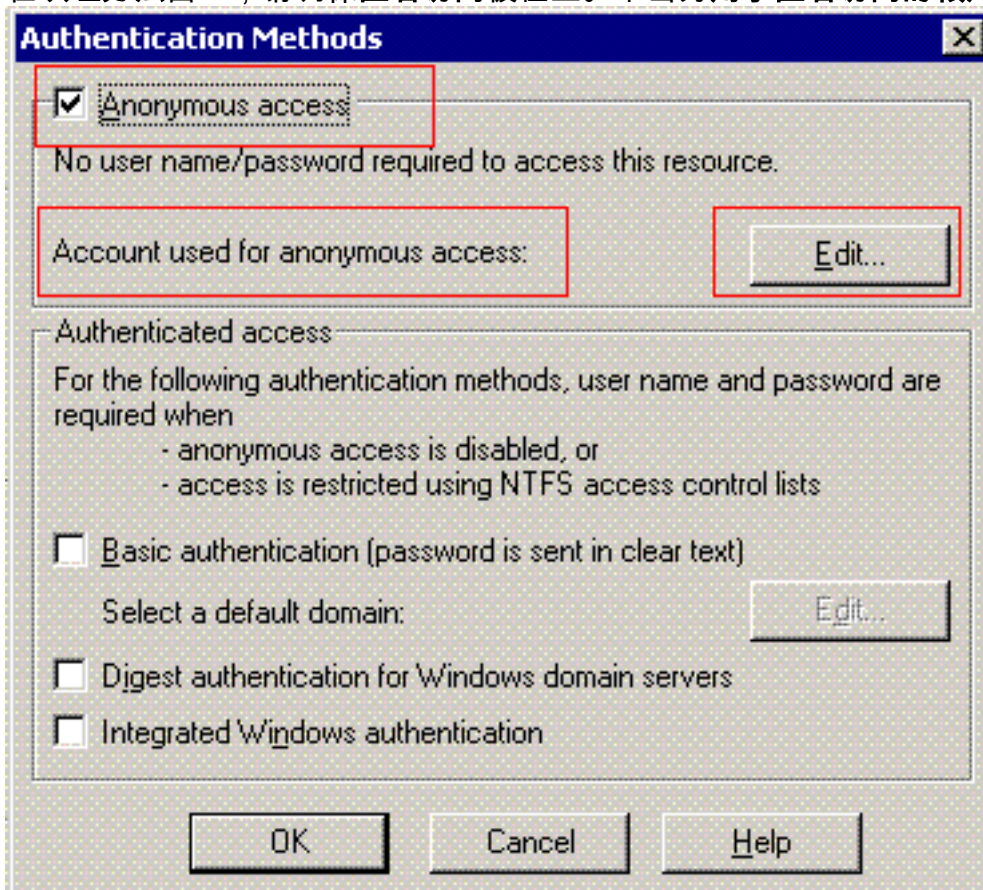 Authentication Methods
Anonymous access
No user name/password required to access this resource.
Account used for anonymous access:
Edit...
Authenticated access
For the following authentication methods, user name and password are
required when
- anonymous access is disabled, or
- access is restricted using NTFS access control lists
Basic authentication (password is sent in clear text)
Select a default domain:
Edit...
Digest authentication for Windows domain servers
Integrated Windows authentication
OK
Cancel
Help